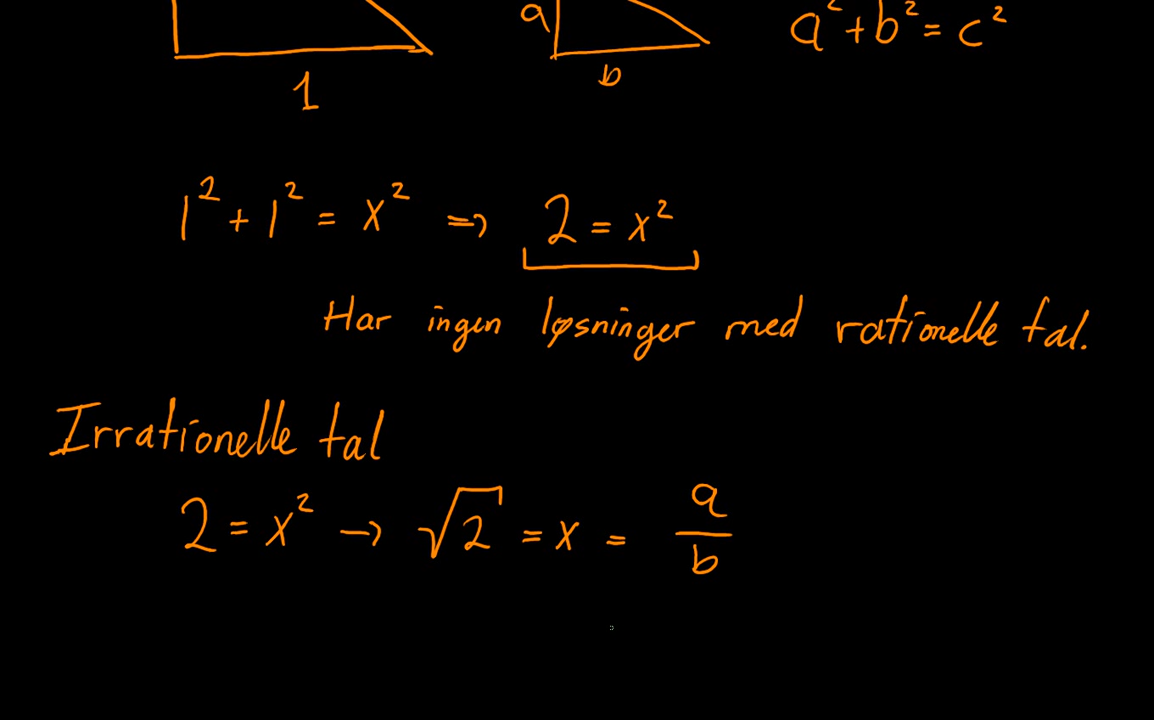 a a² + b² = c²
1 b
1² + 1² = x² ⇒ 2 = x²
Har ingen løsninger med rationelle tal.
Irrationelle tal
2 = x² → √2 = x = a/b